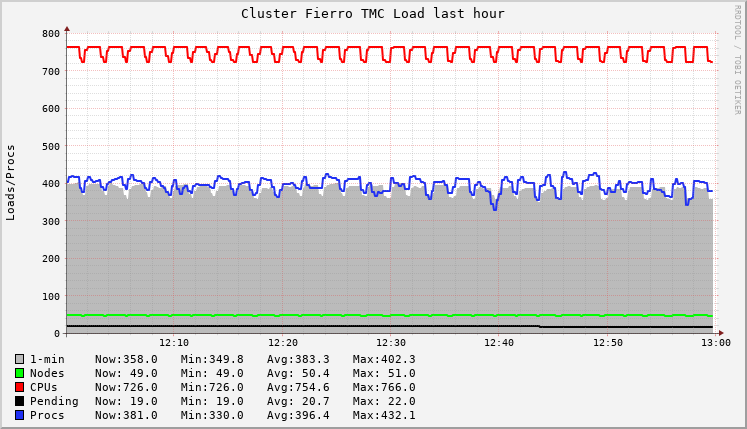 Cluster Fierro TMC Load last hour
RRDTOOL / TOBI OETIKER
Loads/Procs
800
700
600
500
400
300
200
100
0
12:10 12:20 12:30 12:40 12:50 13:00
1-min Now:358.0 Min:349.8 Avg:383.3 Max:402.3
Nodes Now: 49.0 Min: 49.0 Avg: 50.4 Max: 51.0
CPUs Now:726.0 Min:726.0 Avg:754.6 Max:766.0
Pending Now: 19.0 Min: 19.0 Avg: 20.7 Max: 22.0
Procs Now:381.0 Min:330.0 Avg:396.4 Max:432.1